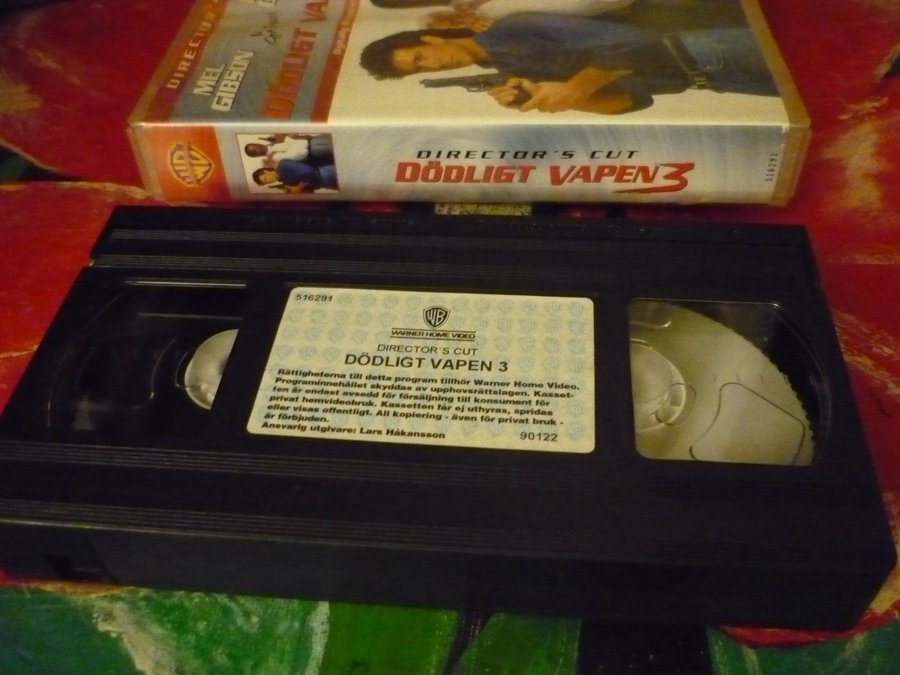 DIRECTOR'S
MEL
GIBSON
DÖDLIGT VAPEN
DIRECTOR'S CUT
DÖDLIGT VAPEN 3
516291
516291
WB
WARNER HOME VIDEO
DIRECTOR'S CUT
DÖDLIGT VAPEN 3
Rättigheterna till detta program tillhör Warner Home Video.
Programinnehållet skyddas av upphovsrättslagen. Kasset-
ten är endast avsedd för försäljning till konsument för
privat hemvideobruk. Kassetten får ej uthyras, spridas
eller visas offentligt. All kopiering - även för privat bruk -
är förbjuden.
Ansvarig utgivare: Lars Håkansson 90122